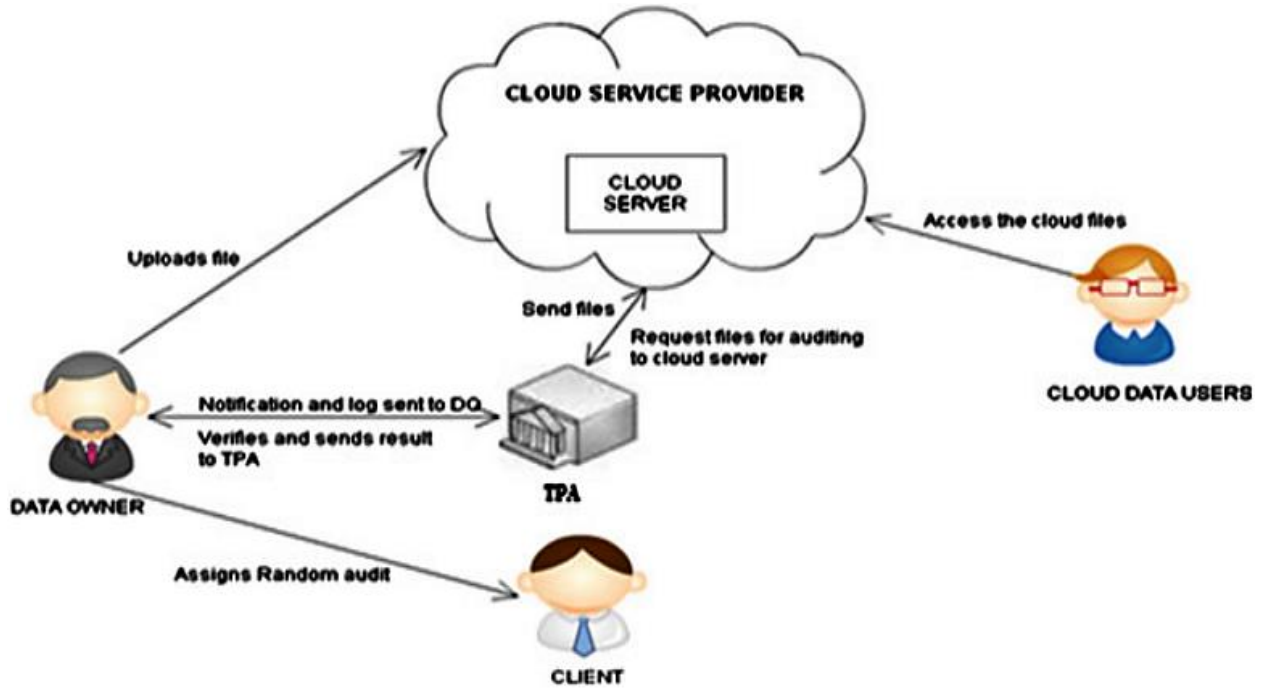 CLOUD SERVICE PROVIDER
CLOUD
SERVER
Access the cloud files
Uploads file
Send files
Request files for auditing
to cloud server
CLOUD DATA USERS
Notification and log sent to DO
Verifies and sends result
to TPA
TPA
DATA OWNER
Assigns Random audit
CLIENT